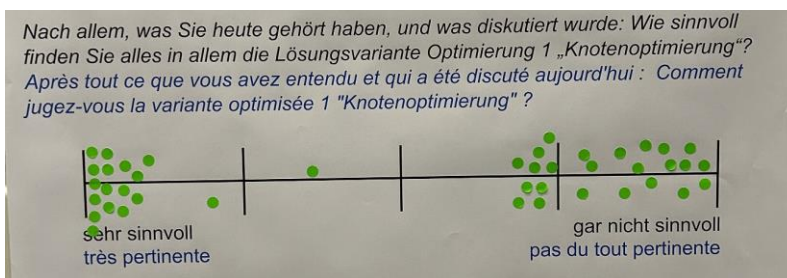 Nach allem, was Sie heute gehört haben, und was diskutiert wurde: Wie sinnvoll
finden Sie alles in allem die Lösungsvariante Optimierung 1 „Knotenoptimierung“?
Après tout ce que vous avez entendu et qui a été discuté aujourd'hui : Comment
jugez-vous la variante optimisée 1 "Knotenoptimierung" ?
sehr sinnvoll
très pertinente
gar nicht sinnvoll
pas du tout pertinente